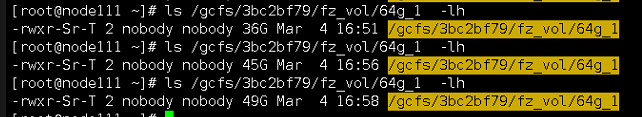 [root@node111 ~]# ls /gcfs/3bc2bf79/fz_vol/64g_1  -lh
-rwxr-Sr-T 2 nobody nobody 36G Mar  4 16:51 /gcfs/3bc2bf79/fz_vol/64g_1
[root@node111 ~]# ls /gcfs/3bc2bf79/fz_vol/64g_1  -lh
-rwxr-Sr-T 2 nobody nobody 45G Mar  4 16:56 /gcfs/3bc2bf79/fz_vol/64g_1
[root@node111 ~]# ls /gcfs/3bc2bf79/fz_vol/64g_1  -lh
-rwxr-Sr-T 2 nobody nobody 49G Mar  4 16:58 /gcfs/3bc2bf79/fz_vol/64g_1